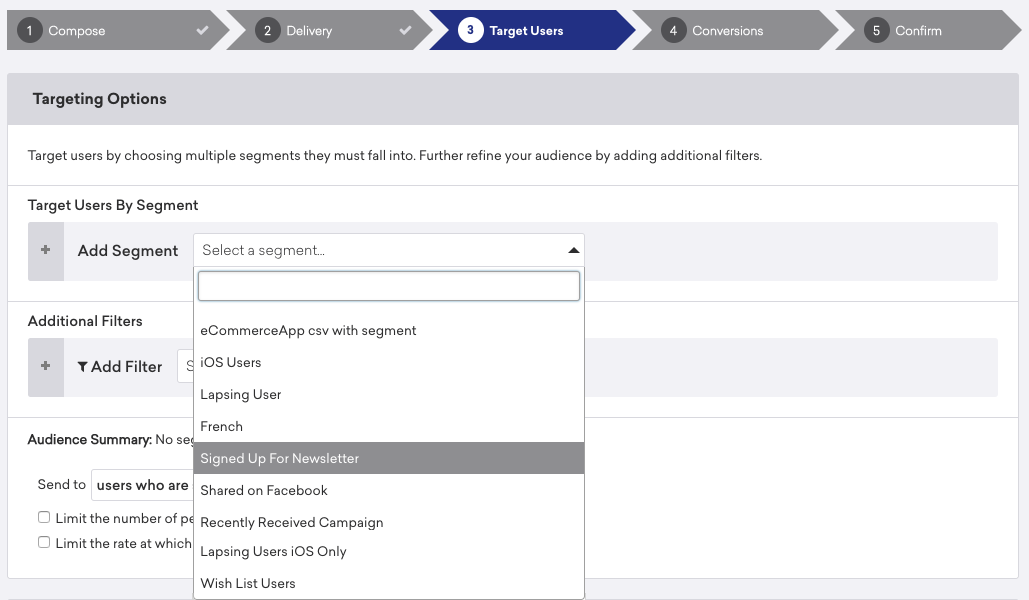 1 Compose 2 Delivery 3 Target Users 4 Conversions 5 Confirm
Targeting Options
Target users by choosing multiple segments they must fall into. Further refine your audience by adding additional filters.
Target Users By Segment
+ Add Segment Select a segment...
eCommerceApp csv with segment
iOS Users
Lapsing User
French
Signed Up For Newsletter
Shared on Facebook
Recently Received Campaign
Lapsing Users iOS Only
Wish List Users
Additional Filters
+ Add Filter
Audience Summary: No
Send to users who are
Limit the number of
Limit the rate at which